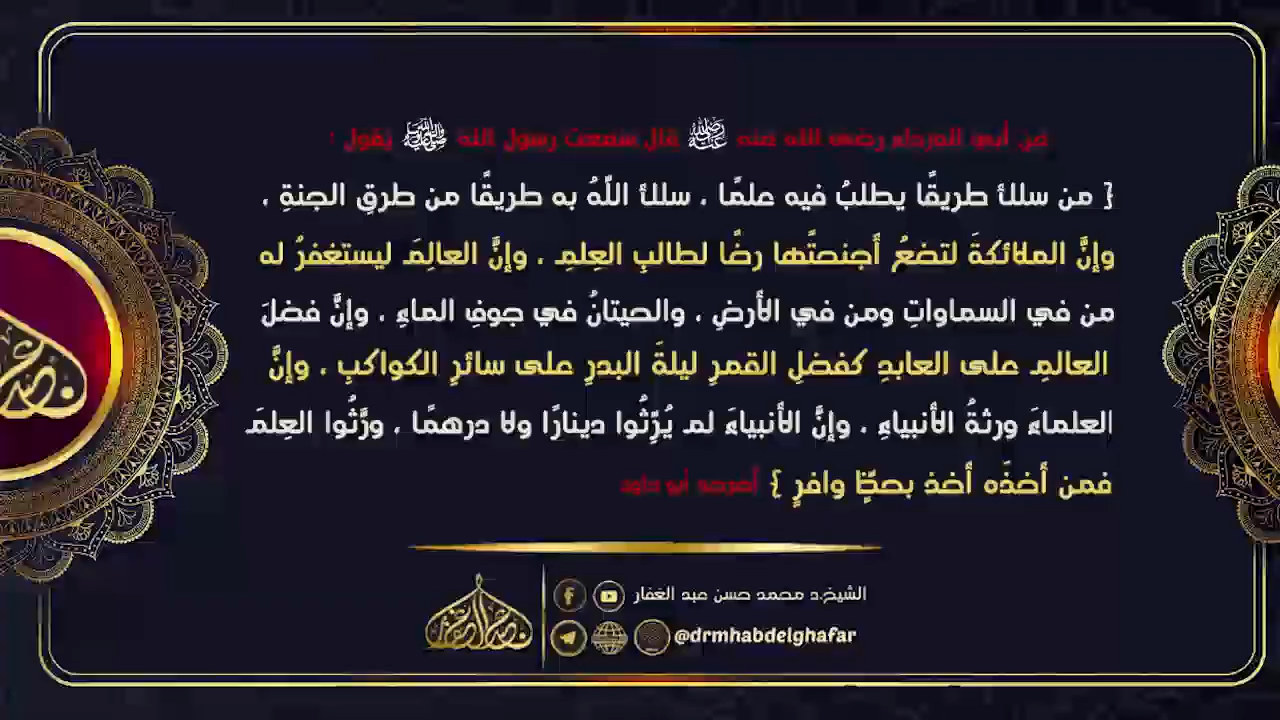 عن أبي الدرداء رضي الله عنه ﵁ قال سمعت رسول الله ﷺ يقول :
{ من سلك طريقًا يطلبُ فيه علمًا ، سلك اللَّهُ به طريقًا من طرقِ الجنةِ ،
وإنَّ الملائكةَ لتضعُ أجنحتَها رضًا لطالبِ العِلمِ ، وإنَّ العالِمَ ليستغفرُ له
من في السماواتِ ومن في الأرضِ ، والحيتانُ في جوفِ الماءِ ، وإنَّ فضلَ
العالمِ على العابدِ كفضلِ القمرِ ليلةَ البدرِ على سائرِ الكواكبِ ، وإنَّ
العلماءَ ورثةُ الأنبياءِ ، وإنَّ الأنبياءَ لم يُورِّثُوا دينارًا ولا درهمًا ، ورَّثُوا العِلمَ
فمن أخذَه أخذ بحظٍّ وافرٍ } أخرجه أبو داود
الشيخ.د محمد حسن عبد الغفار
@drmhabdelghafar